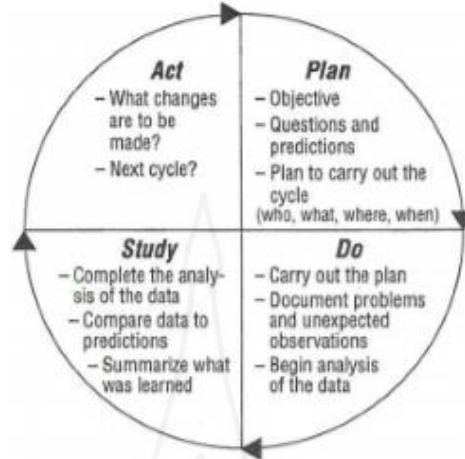 Act
– What changes
are to be
made?
– Next cycle?
Plan
– Objective
– Questions and
predictions
– Plan to carry out the
cycle
(who, what, where, when)
Study
– Complete the analy-
sis of the data
– Compare data to
predictions
– Summarize what
was learned
Do
– Carry out the plan
– Document problems
and unexpected
observations
– Begin analysis
of the data